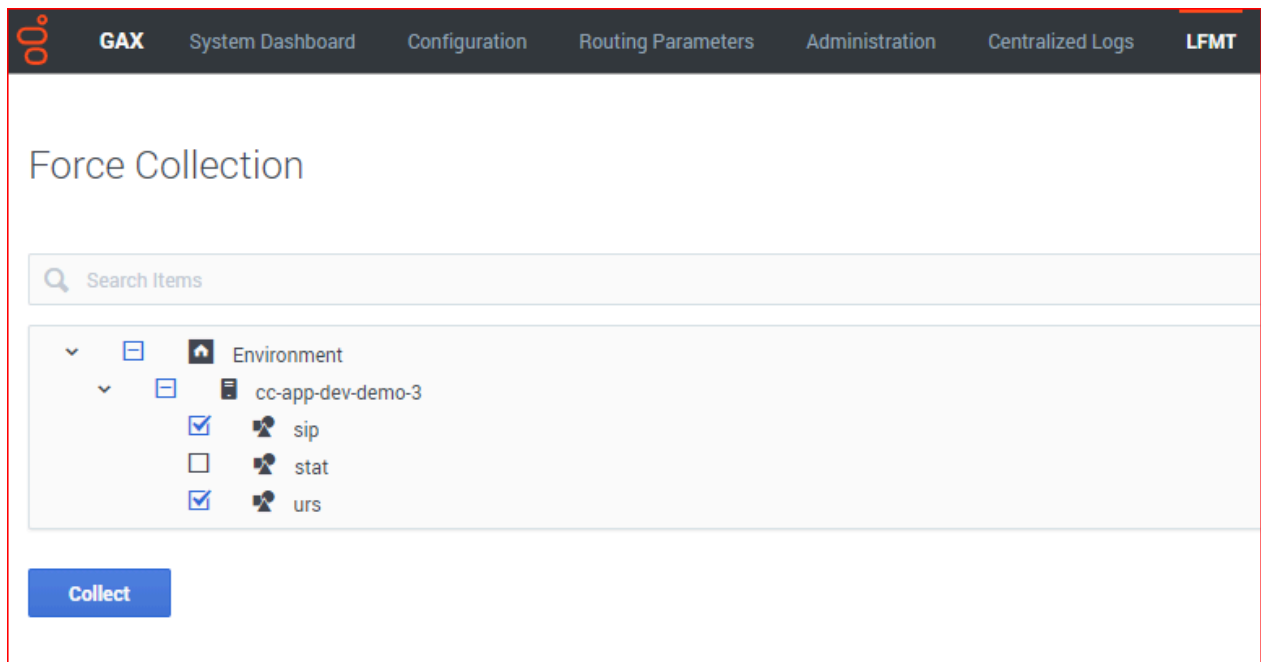 GAX System Dashboard Configuration Routing Parameters Administration Centralized Logs LFMT
Force Collection
Search Items
Environment
cc-app-dev-demo-3
sip
stat
urs
Collect